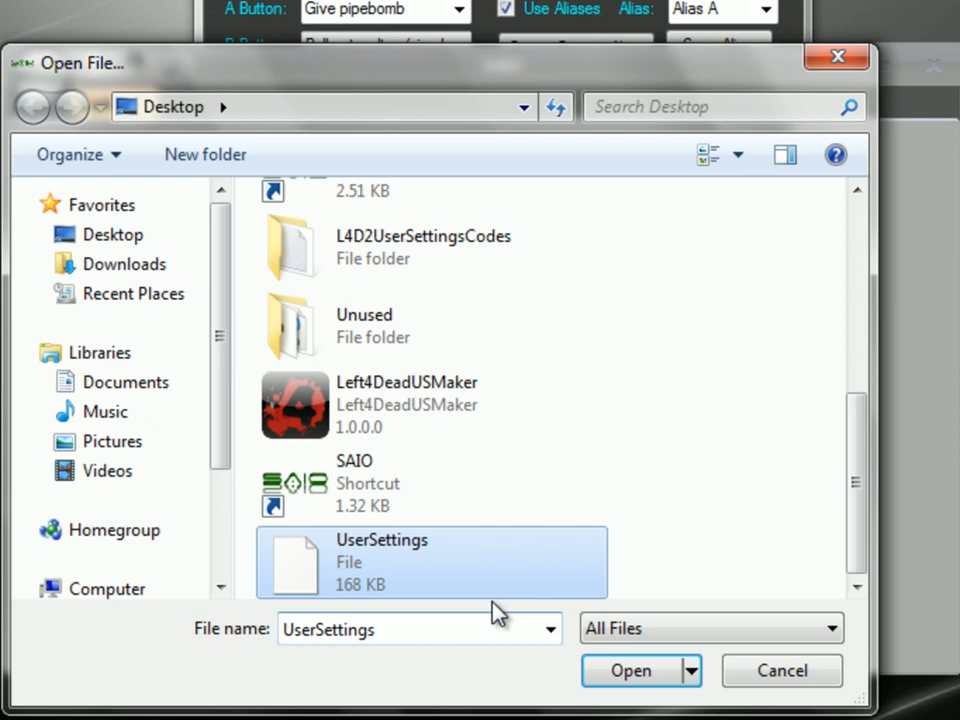 A Button: Give pipebomb Use Aliases Alias: Alias A
Open File...
Desktop
Search Desktop
Organize New folder
Favorites
Desktop
Downloads
Recent Places
Libraries
Documents
Music
Pictures
Videos
Homegroup
Computer
2.51 KB
L4D2UserSettingsCodes
File folder
Unused
File folder
Left4DeadUSMaker
Left4DeadUSMaker
1.0.0.0
SAIO
Shortcut
1.32 KB
UserSettings
File
168 KB
File name: UserSettings All Files
Open Cancel